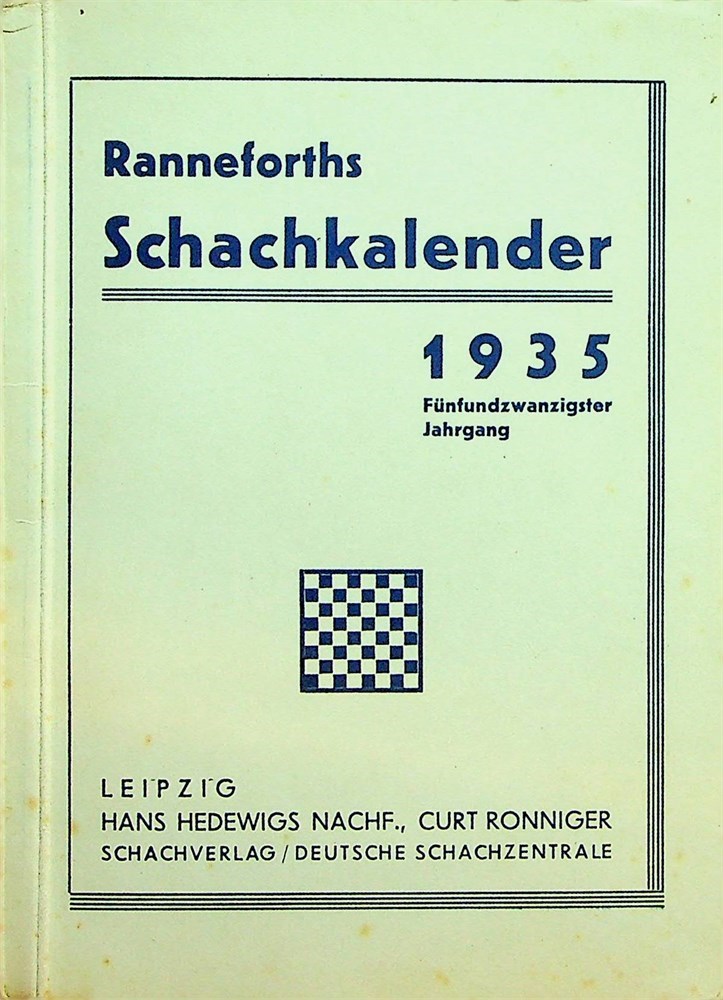 Ranneforths
Schachkalender
1935
Fünfundzwanzigster
Jahrgang
LEIPZIG
HANS HEDEWIGS NACHF., CURT RONNIGER
SCHACHVERLAG / DEUTSCHE SCHACHZENTRALE